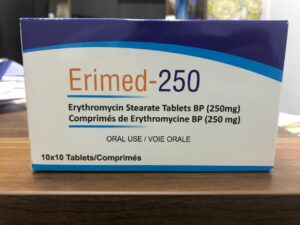 Erimed-250
Erythromycin Stearate Tablets BP (250mg)
Comprimés de Erythromycine BP (250 mg)
ORAL USE / VOIE ORALE
10x10 Tablets/Comprimés